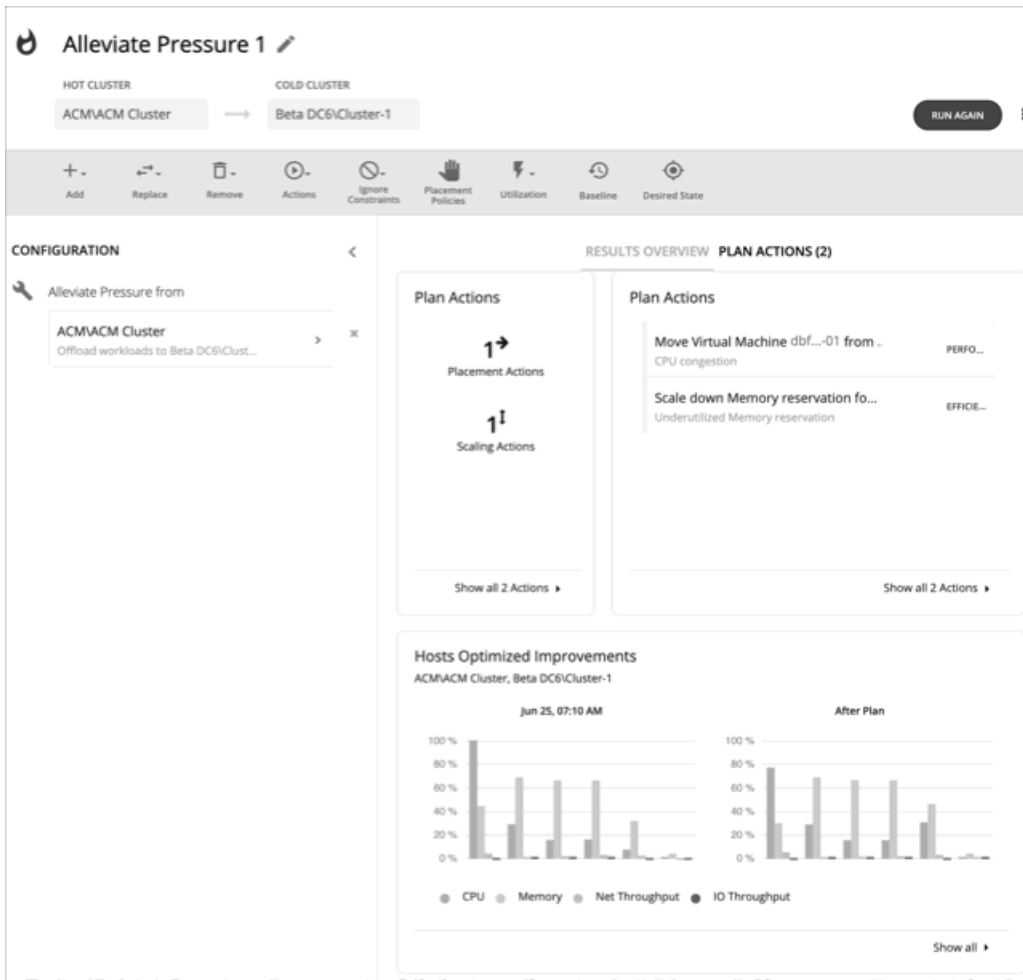 Alleviate Pressure 1
HOT CLUSTER
COLD CLUSTER
ACM\ACM Cluster
Beta DC6\Cluster-1
RUN AGAIN
Add
Replace
Remove
Actions
Ignore Constraints
Placement Policies
Utilization
Baseline
Desired State
CONFIGURATION
Alleviate Pressure from
ACM\ACM Cluster
Offload workloads to Beta DC6\Clust...
RESULTS OVERVIEW
PLAN ACTIONS (2)
Plan Actions
1
Placement Actions
1
Scaling Actions
Show all 2 Actions
Plan Actions
Move Virtual Machine dbf...-01 from ..
CPU congestion
PERFO...
Scale down Memory reservation fo...
Underutilized Memory reservation
EFFICIE...
Show all 2 Actions
Hosts Optimized Improvements
ACM\ACM Cluster, Beta DC6\Cluster-1
Jun 25, 07:10 AM
100 %
80 %
60 %
40 %
20 %
0 %
After Plan
100 %
80 %
60 %
40 %
20 %
0 %
CPU
Memory
Net Throughput
IO Throughput
Show all